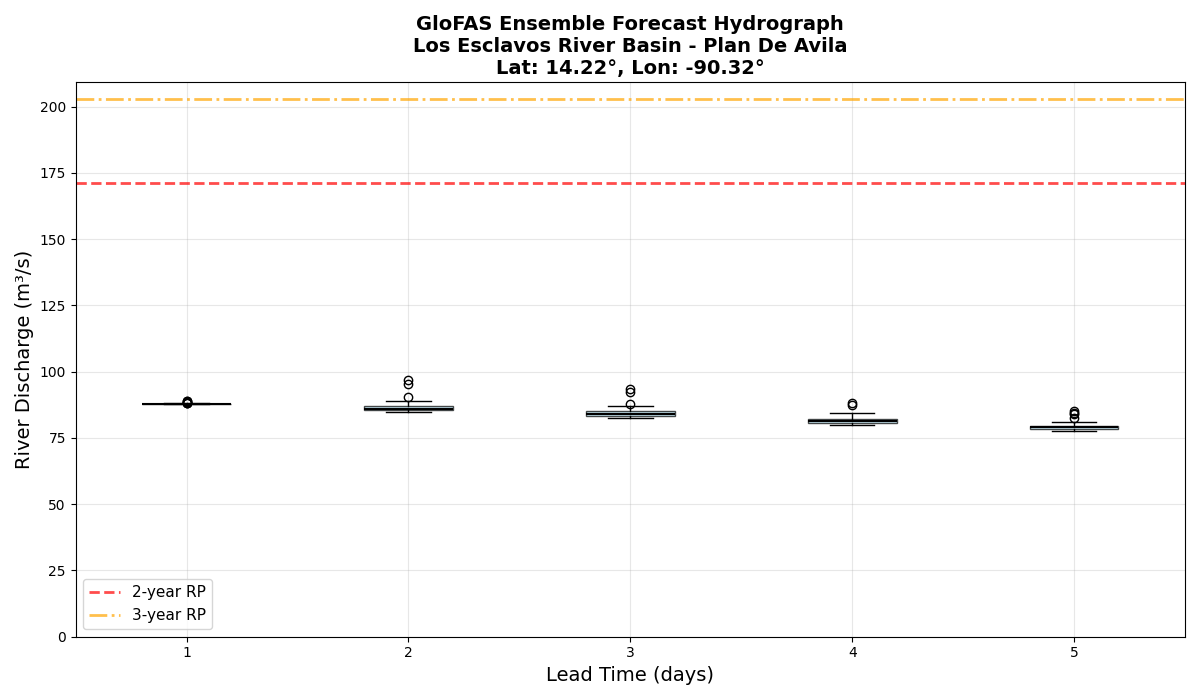 GloFAS Ensemble Forecast Hydrograph
Los Esclavos River Basin - Plan De Avila
Lat: 14.22°, Lon: -90.32°
River Discharge (m³/s)
200
175
150
125
100
75
50
25
0
2-year RP
3-year RP
1 2 3 4 5
Lead Time (days)